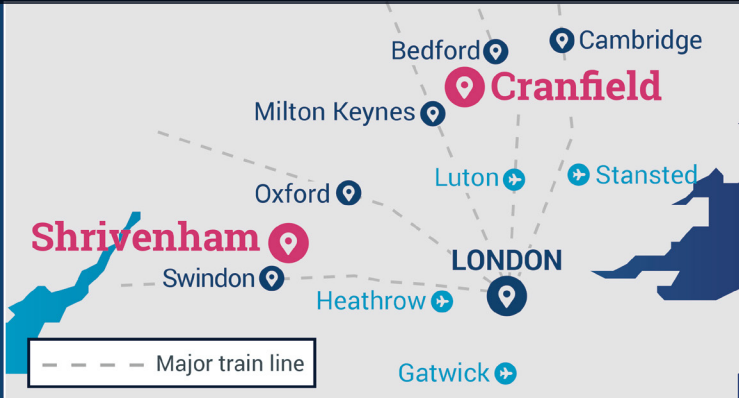 Bedford
Cambridge
Cranfield
Milton Keynes
Luton
Stansted
Oxford
Shrivenham
LONDON
Swindon
Heathrow
Major train line
Gatwick